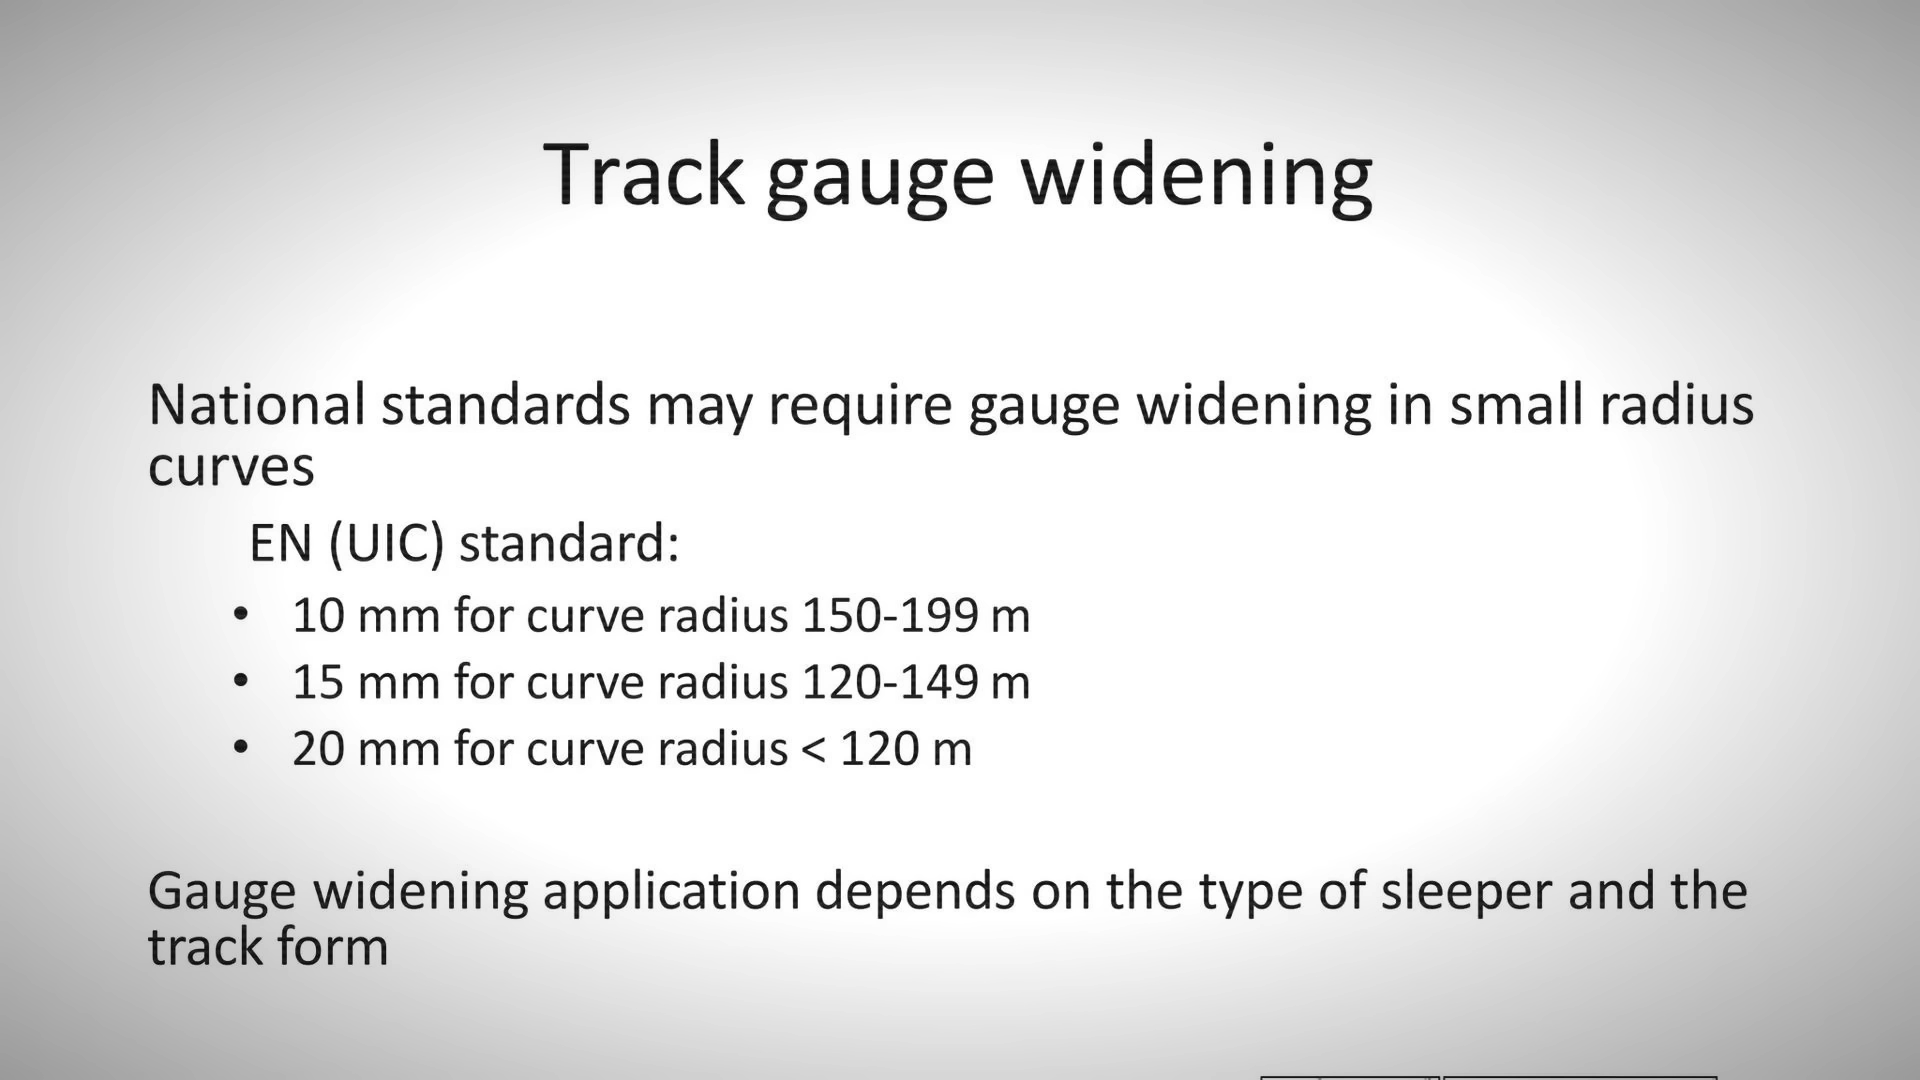 Track gauge widening
National standards may require gauge widening in small radius
curves
EN (UIC) standard:
• 10 mm for curve radius 150-199 m
• 15 mm for curve radius 120-149 m
• 20 mm for curve radius < 120 m
Gauge widening application depends on the type of sleeper and the
track form